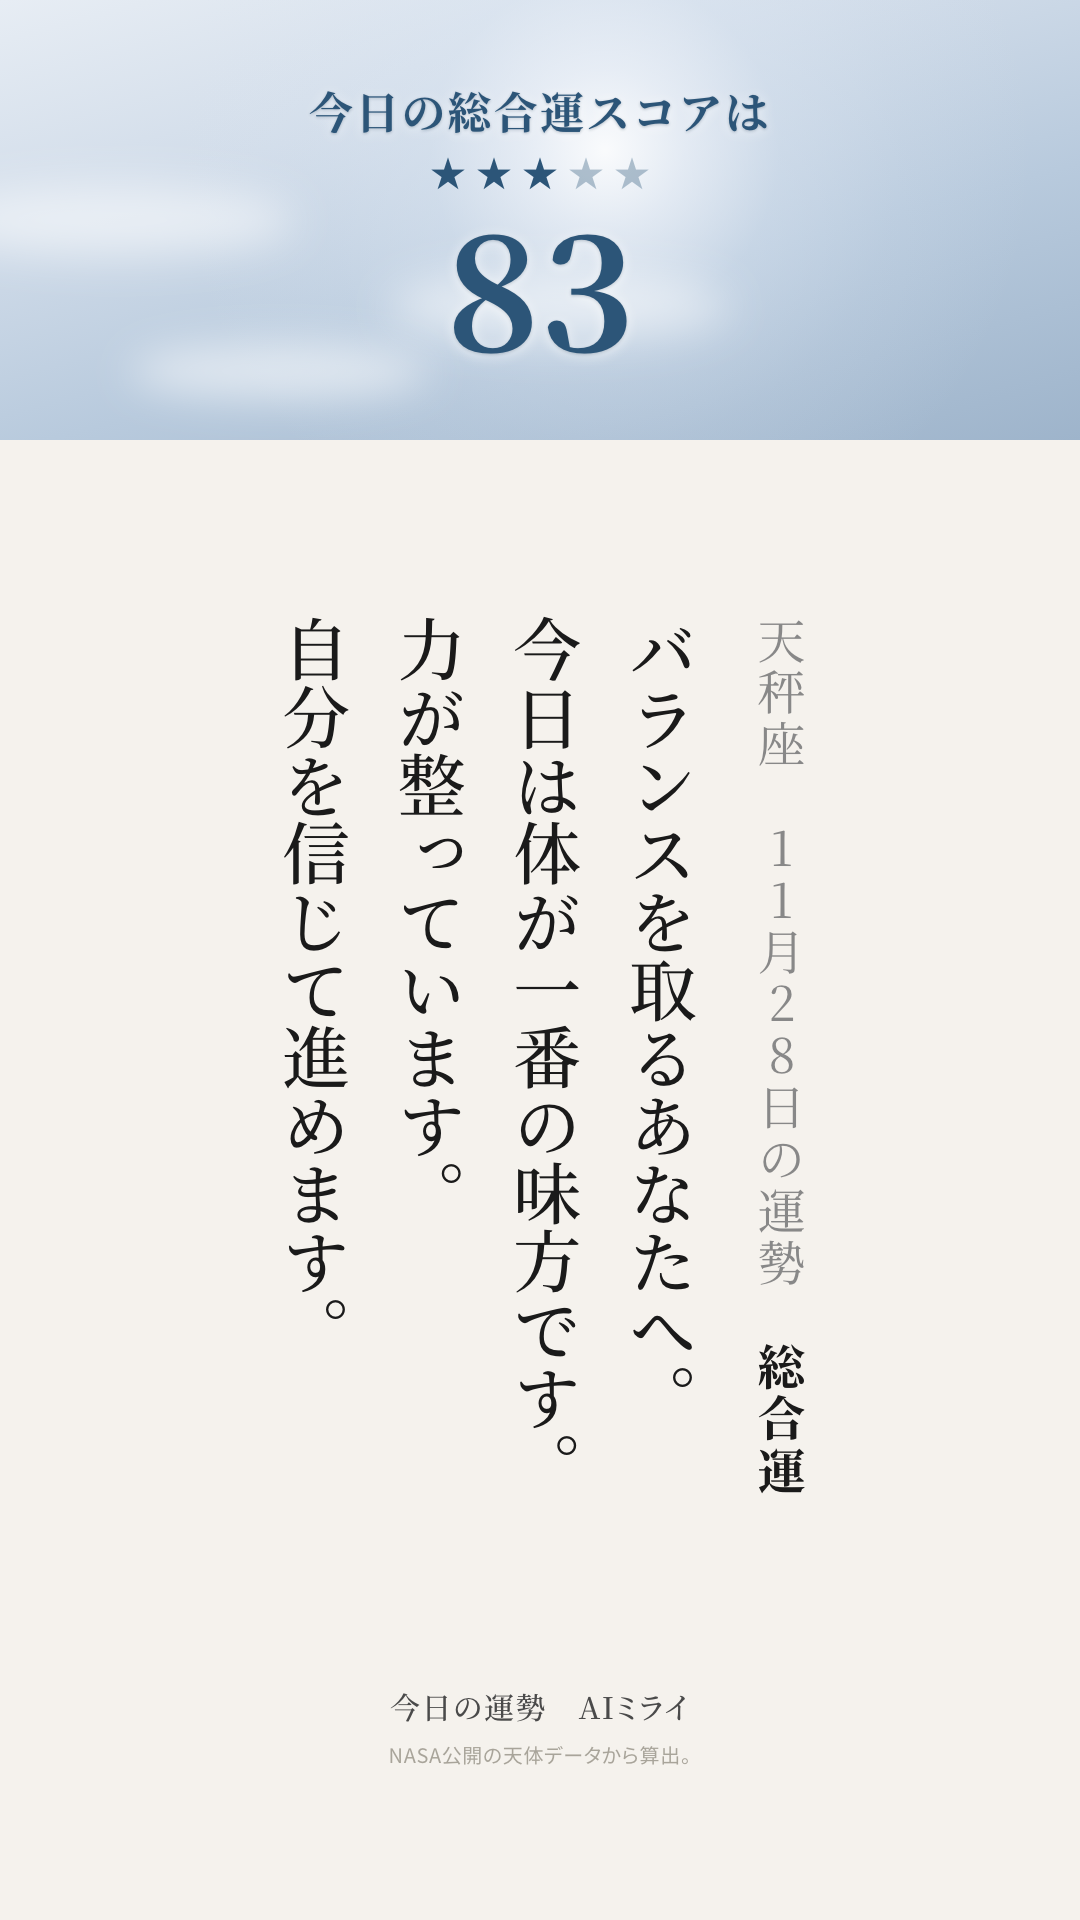 今日の総合運スコアは
★★★★★
83
天秤座　11月28日の運勢　総合運
バランスを取るあなたへ。
今日は体が一番の味方です。
力が整っています。
自分を信じて進めます。
今日の運勢　AIミライ
NASA公開の天体データから算出。